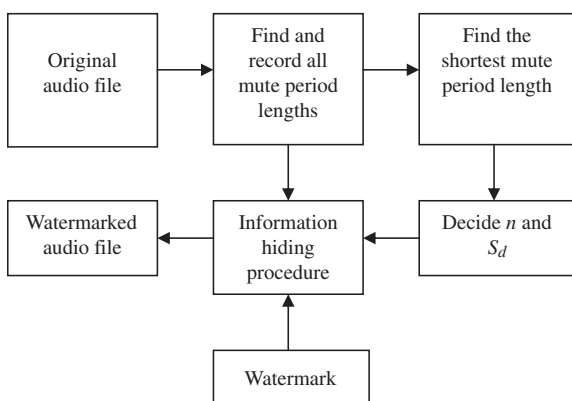 Original
audio file
Find and
record all
mute period
lengths
Find the
shortest mute
period length
Watermarked
audio file
Information
hiding
procedure
Decide n and
S_d
Watermark